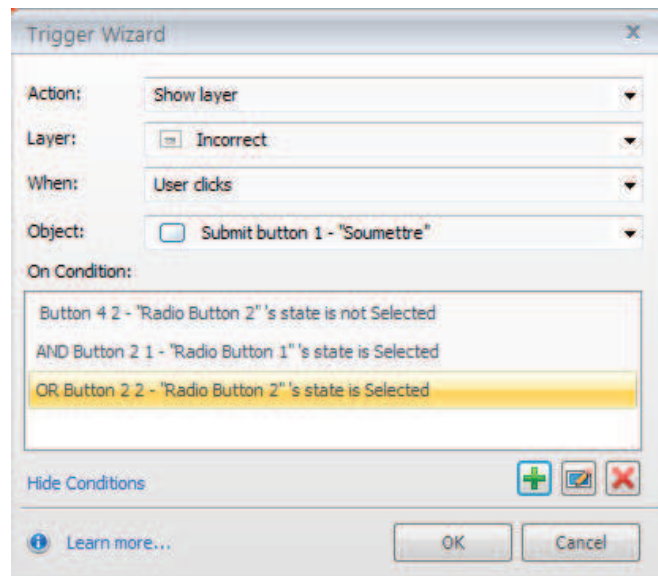 Trigger Wizard
Action: Show layer
Layer: Incorrect
When: User clicks
Object: Submit button 1 - "Soumettre"
On Condition:
Button 4 2 - "Radio Button 2" 's state is not Selected
AND Button 2 1 - "Radio Button 1" 's state is Selected
OR Button 2 2 - "Radio Button 2" 's state is Selected
Hide Conditions
Learn more...
OK
Cancel